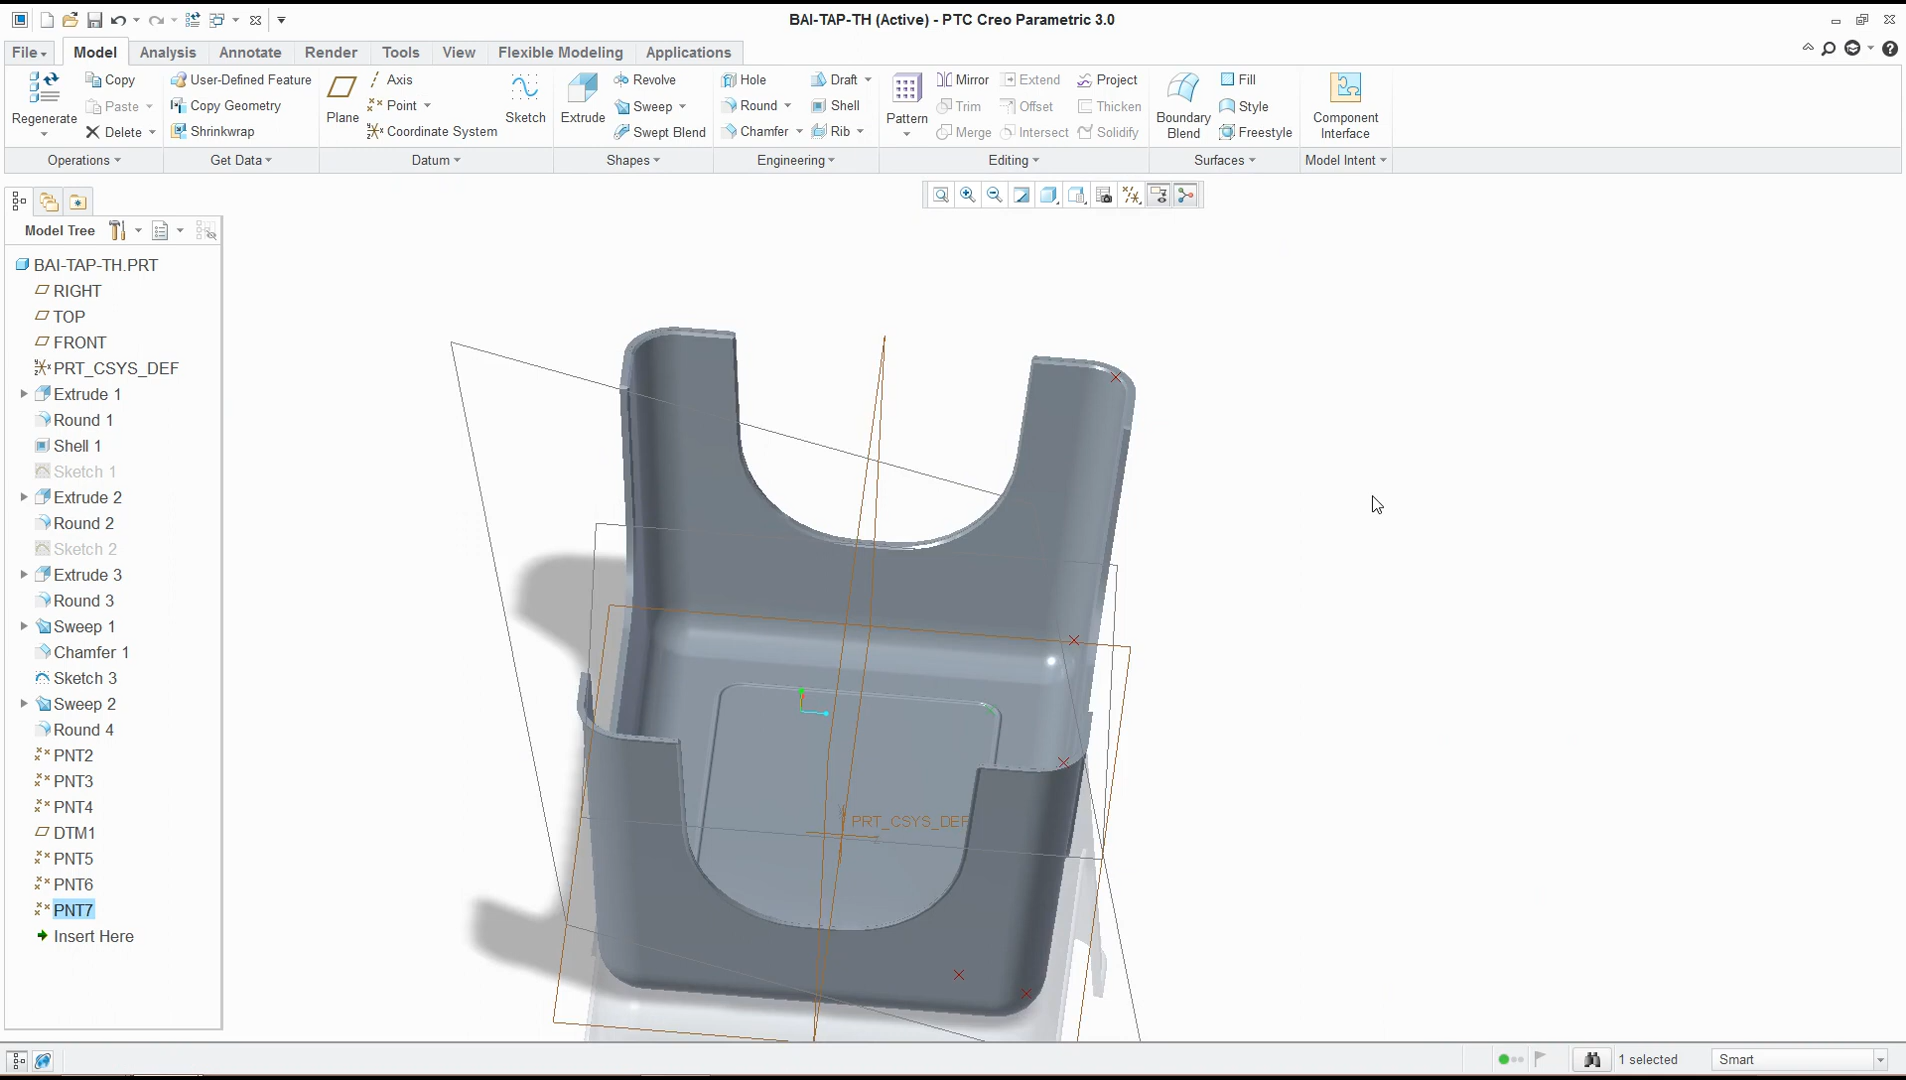 BAI-TAP-TH (Active) - PTC Creo Parametric 3.0
File Model Analysis Annotate Render Tools View Flexible Modeling Applications
Regenerate
Copy
Paste
Delete
Operations
User-Defined Feature
Copy Geometry
Shrinkwrap
Get Data
Plane
Axis
Point
Coordinate System
Sketch
Datum
Extrude
Revolve
Sweep
Swept Blend
Shapes
Hole
Round
Chamfer
Draft
Shell
Rib
Engineering
Pattern
Mirror
Trim
Merge
Extend
Offset
Intersect
Project
Thicken
Solidify
Editing
Boundary
Blend
Fill
Style
Freestyle
Surfaces
Component
Interface
Model Intent
Model Tree
BAI-TAP-TH.PRT
RIGHT
TOP
FRONT
PRT_CSYS_DEF
Extrude 1
Round 1
Shell 1
Sketch 1
Extrude 2
Round 2
Sketch 2
Extrude 3
Round 3
Sweep 1
Chamfer 1
Sketch 3
Sweep 2
Round 4
PNT2
PNT3
PNT4
DTM1
PNT5
PNT6
PNT7
Insert Here
PRT_CSYS_DEF
1 selected
Smart